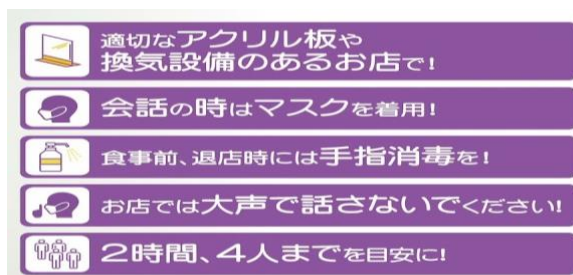 適切なアクリル板や
換気設備のあるお店で!
会話の時はマスクを着用!
食事前、退店時には手指消毒を!
お店では大声で話さないでください!
2時間、4人までを目安に!